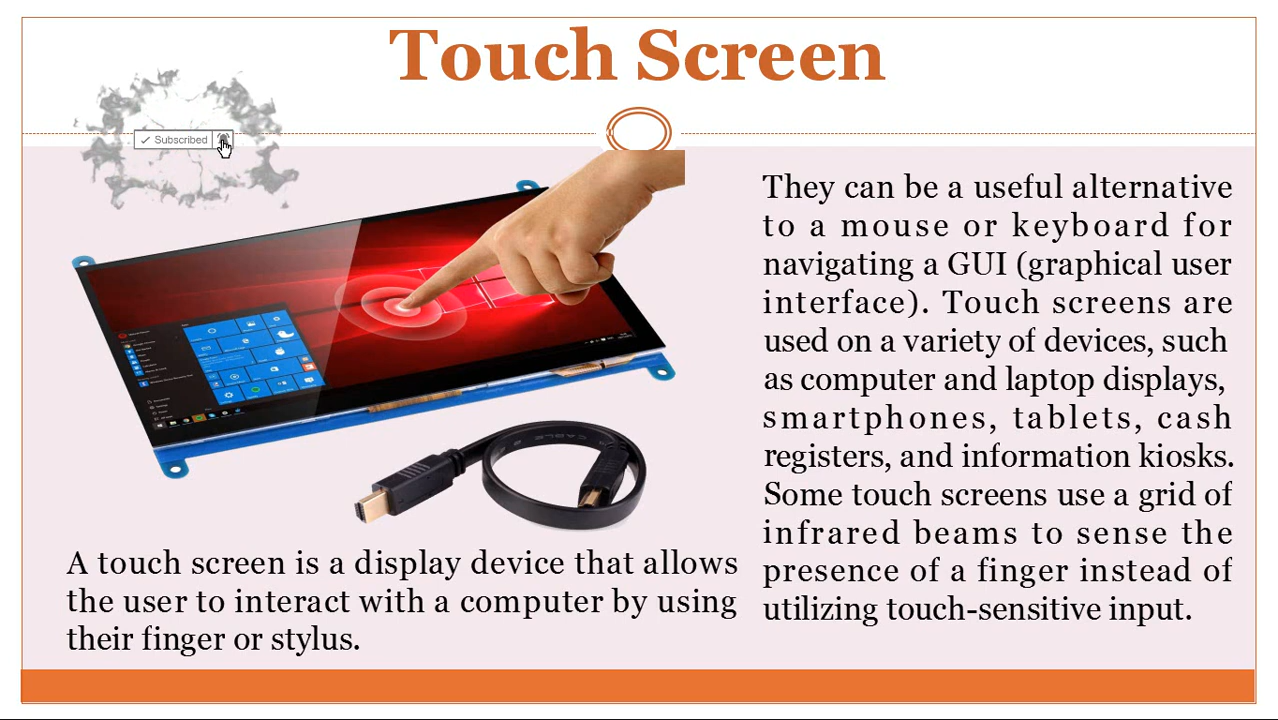 Touch Screen
Subscribed
A touch screen is a display device that allows
the user to interact with a computer by using
their finger or stylus.
They can be a useful alternative
to a mouse or keyboard for
navigating a GUI (graphical user
interface). Touch screens are
used on a variety of devices, such
as computer and laptop displays,
smartphones, tablets, cash
registers, and information kiosks.
Some touch screens use a grid of
infrared beams to sense the
presence of a finger instead of
utilizing touch-sensitive input.